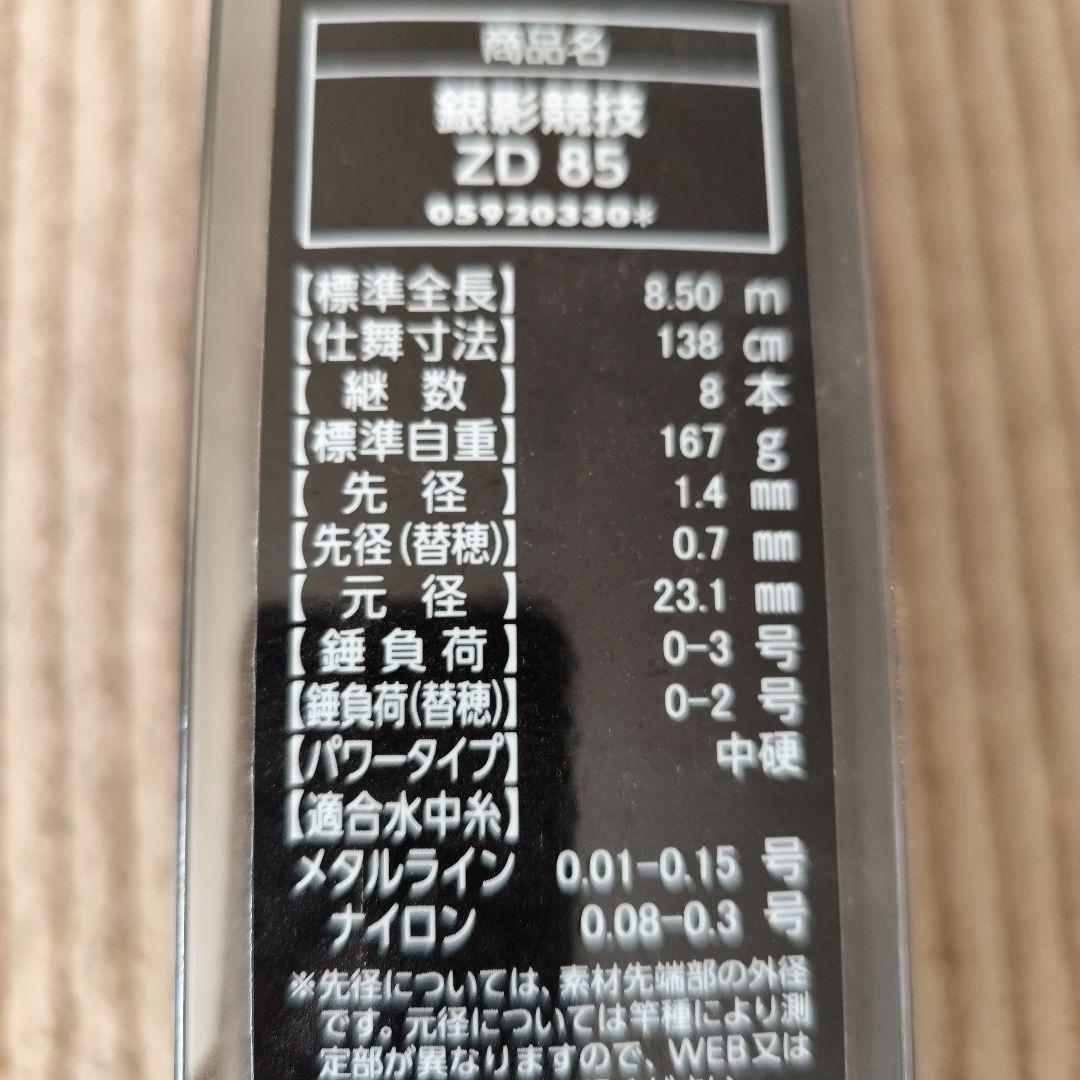 商品名
銀影競技
ZD 85
05920330*
【標準全長】 8.50 m
【仕舞寸法】 138 cm
【継数】 8 本
【標準自重】 167 g
【先径】 1.4 mm
【先径(替穂)】 0.7 mm
【元径】 23.1 mm
【錘負荷】 0-3 号
【錘負荷(替穂)】 0-2 号
【パワータイプ】 中硬
【適合水中糸】
メタルライン 0.01-0.15 号
ナイロン 0.08-0.3 号
※先径については、素材先端部の外径
です。元径については竿種により測
定部が異なりますので、WEB又は